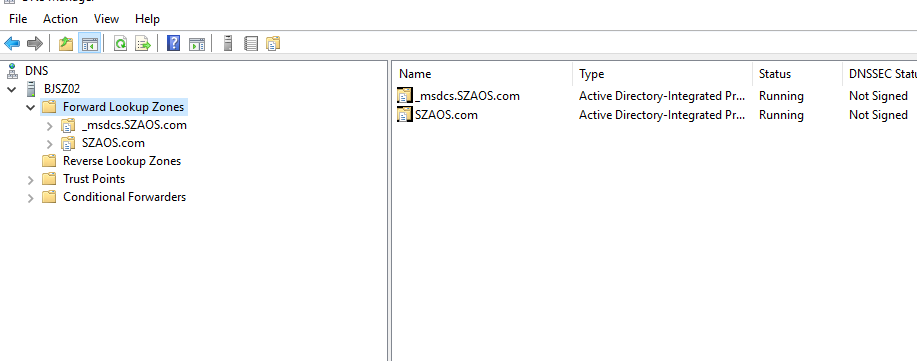 File Action View Help
DNS
BJSZ02
Forward Lookup Zones
_msdcs.SZAOS.com
SZAOS.com
Reverse Lookup Zones
Trust Points
Conditional Forwarders
Name Type Status DNSSEC Statu
_msdcs.SZAOS.com Active Directory-Integrated Pr... Running Not Signed
SZAOS.com Active Directory-Integrated Pr... Running Not Signed